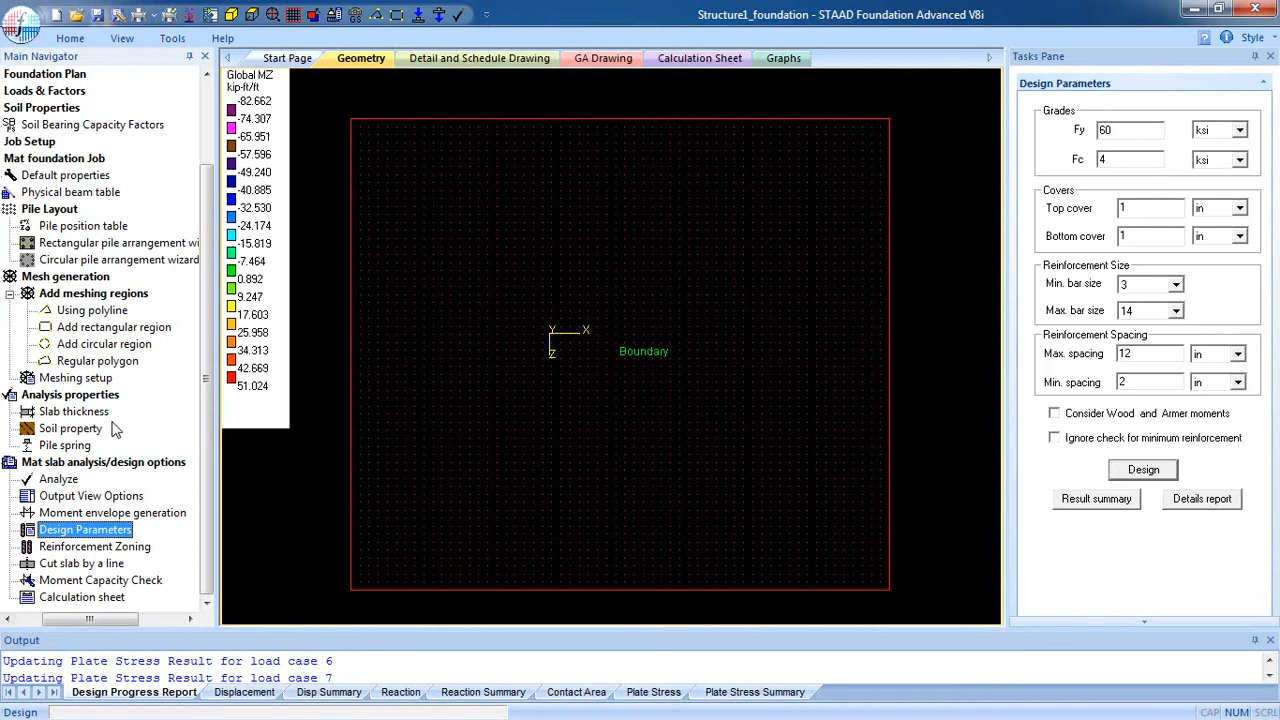 Structure1_foundation - STAAD Foundation Advanced V8i
Home View Tools Help
Style
Main Navigator
Foundation Plan
Loads & Factors
Soil Properties
Soil Bearing Capacity Factors
Job Setup
Mat foundation Job
Default properties
Physical beam table
Pile Layout
Pile position table
Rectangular pile arrangement wi
Circular pile arrangement wizard
Mesh generation
Add meshing regions
Using polyline
Add rectangular region
Add circular region
Regular polygon
Meshing setup
Analysis properties
Slab thickness
Soil property
Pile spring
Mat slab analysis/design options
Analyze
Output View Options
Moment envelope generation
Design Parameters
Reinforcement Zoning
Cut slab by a line
Moment Capacity Check
Calculation sheet
Start Page Geometry Detail and Schedule Drawing GA Drawing Calculation Sheet Graphs
Global MZ
kip-ft/ft
-82.662
-74.307
-65.951
-57.596
-49.240
-40.885
-32.530
-24.174
-15.819
-7.464
0.892
9.247
17.603
25.958
34.313
42.669
51.024
Y X
Z
Boundary
Tasks Pane
Design Parameters
Grades
Fy 60 ksi
Fc 4 ksi
Covers
Top cover 1 in
Bottom cover 1 in
Reinforcement Size
Min. bar size 3
Max. bar size 14
Reinforcement Spacing
Max. spacing 12 in
Min. spacing 2 in
Consider Wood and Armer moments
Ignore check for minimum reinforcement
Design
Result summary Details report
Output
Updating Plate Stress Result for load case 6
Updating Plate Stress Result for load case 7
Design Progress Report Displacement Disp Summary Reaction Reaction Summary Contact Area Plate Stress Plate Stress Summary
Design
CAP NUM SCRL